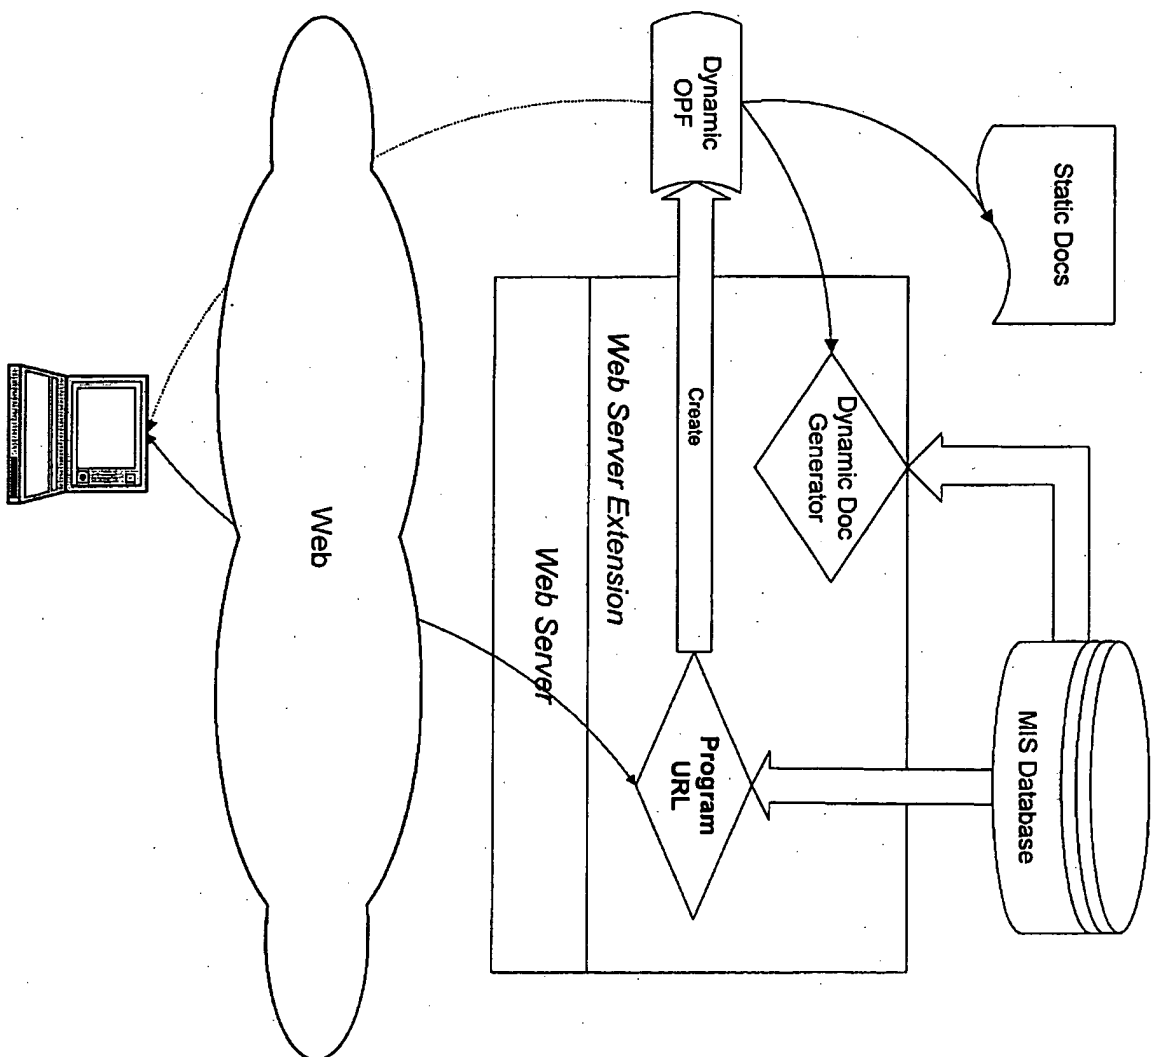 Static Docs
Dynamic
OPF
Dynamic Doc
Generator
MIS Database
Create
Program
URL
Web Server Extension
Web Server
Web